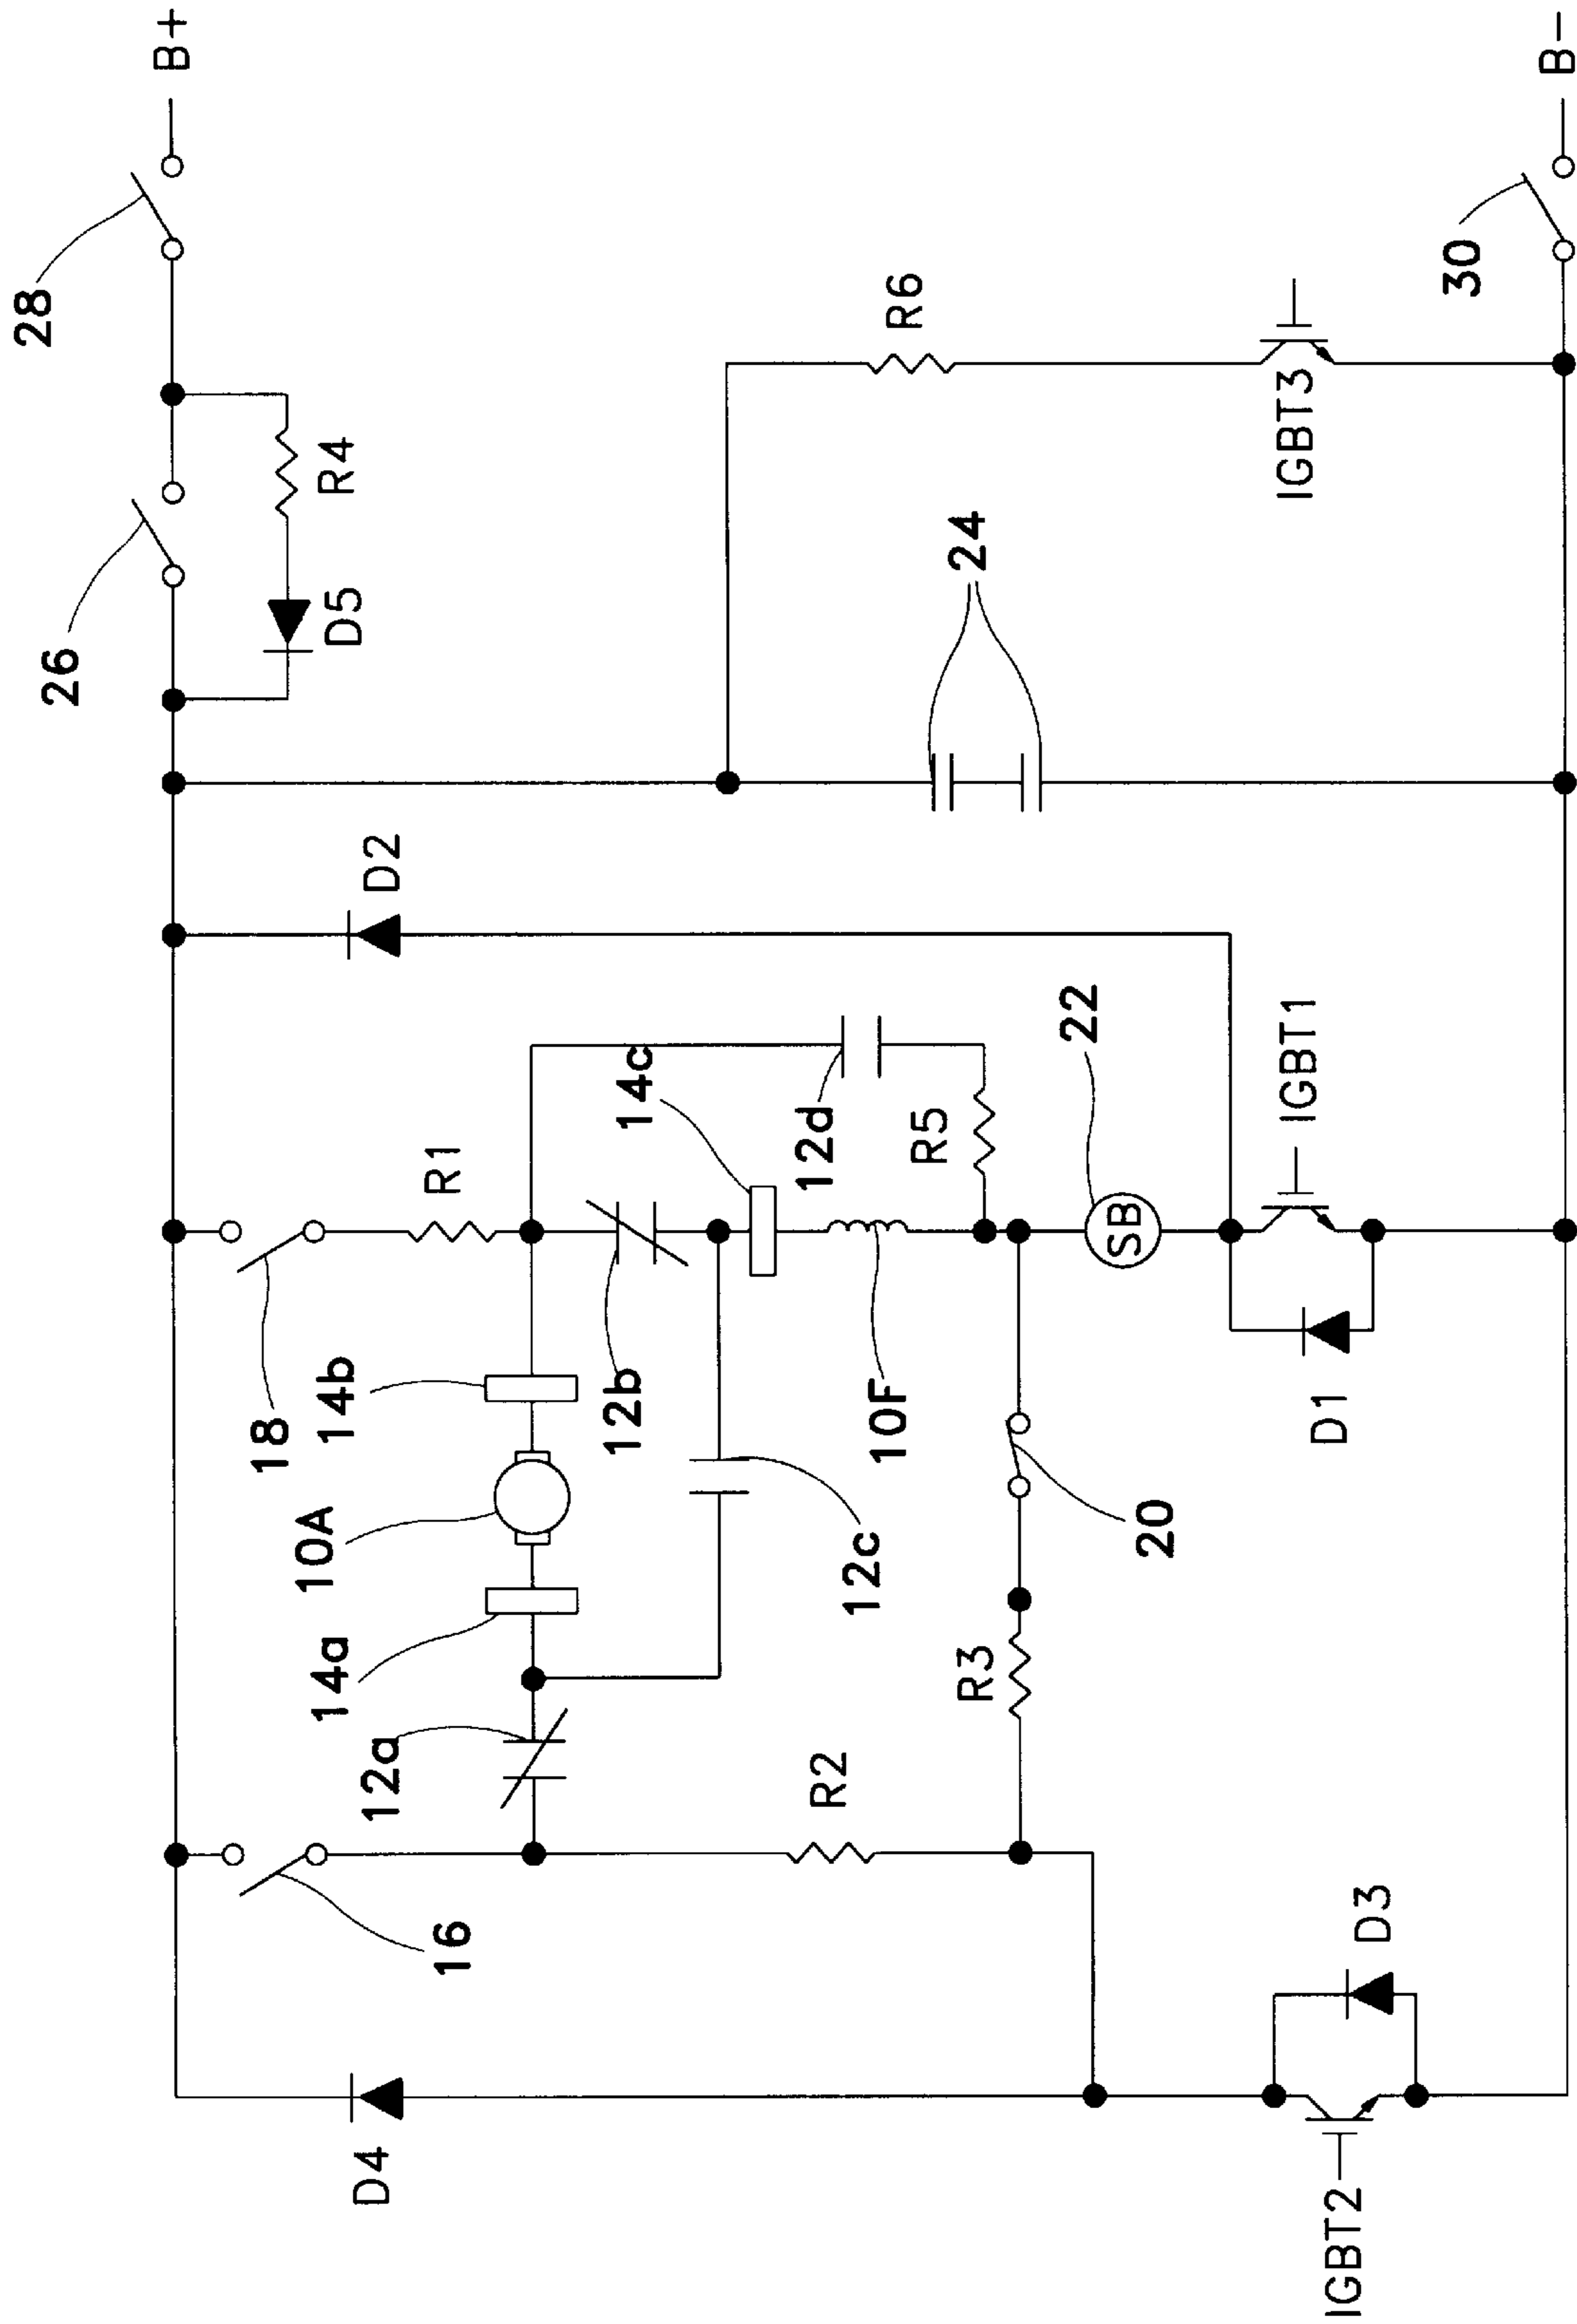 B+
B−
28
30
R6
IGBT3
R4
26
D5
24
D2
22
IGBT1
14c
12d
R5
R1
SB
18
14b
12b
10F
D1
10A
12c
20
14a
R3
12a
R2
16
D3
D4
IGBT2